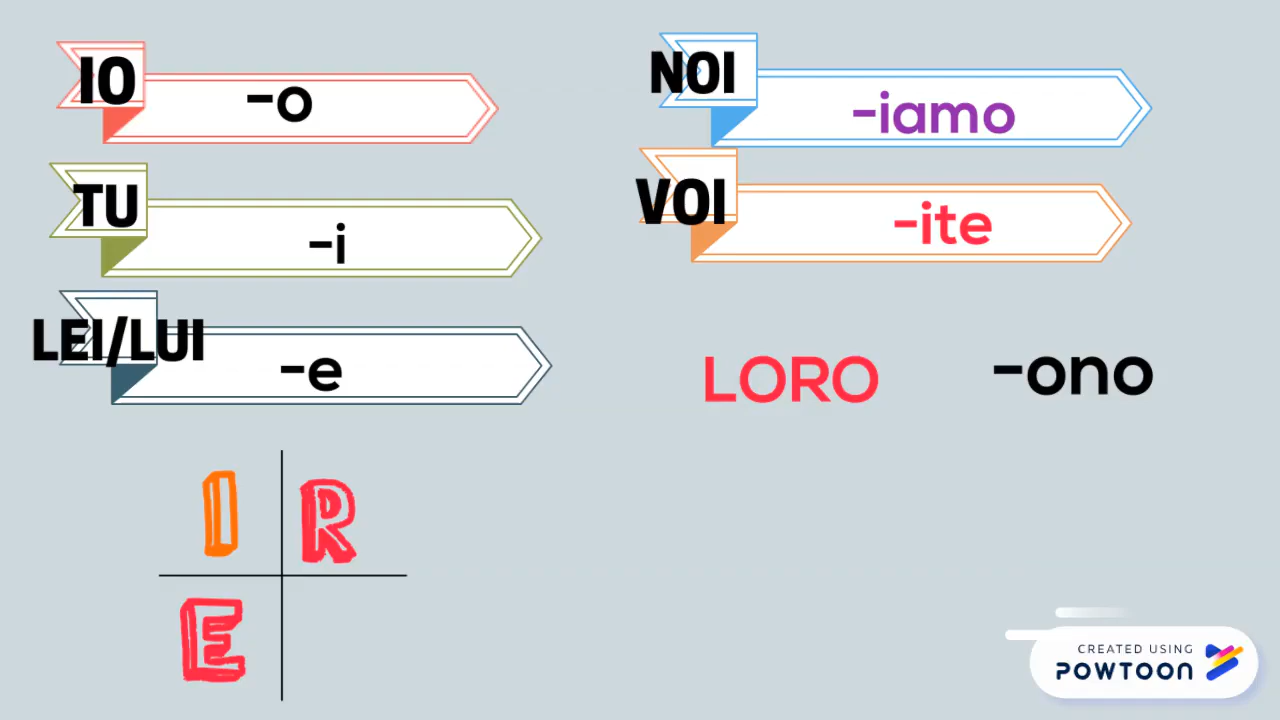 IO
-o
TU
-i
LEI/LUI
-e
NOI
-iamo
VOI
-ite
LORO
-ono
I R
E
CREATED USING
POWTOON